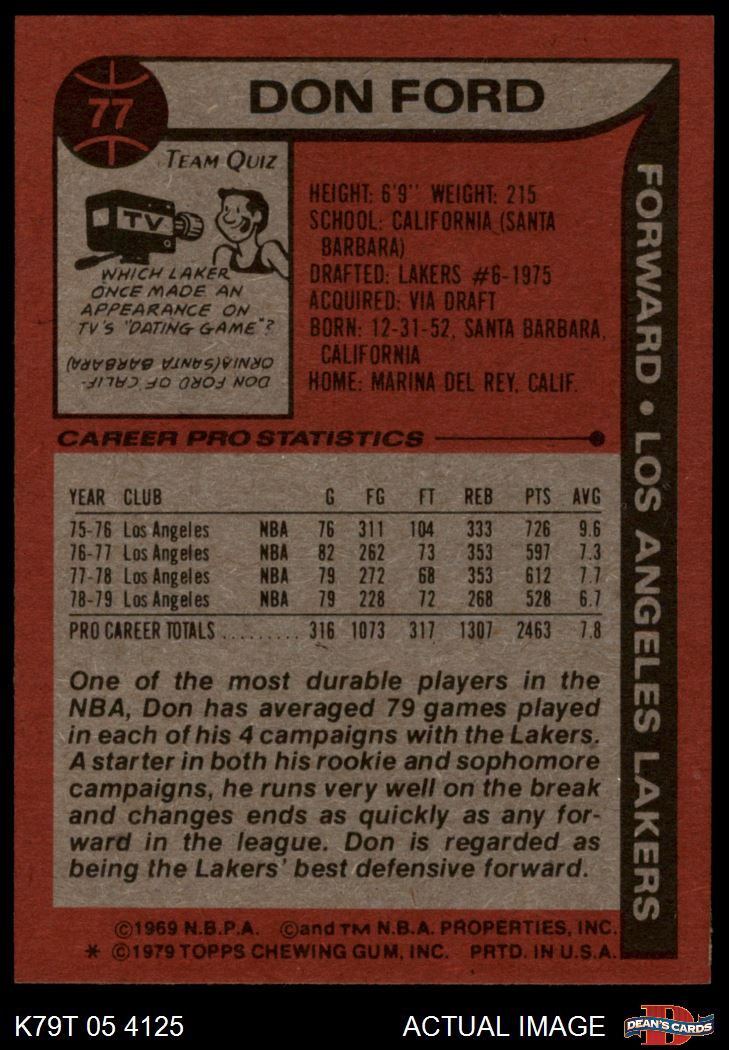 77
DON FORD
TEAM QUIZ
TV
WHICH LAKER
ONCE MADE AN
APPEARANCE ON
TV'S "DATING GAME"?
DON FORD OF CALIF-
ORNIA (SANTA BARBARA)
HEIGHT: 6'9" WEIGHT: 215
SCHOOL: CALIFORNIA (SANTA
BARBARA)
DRAFTED: LAKERS #6-1975
ACQUIRED: VIA DRAFT
BORN: 12-31-52, SANTA BARBARA,
CALIFORNIA
HOME: MARINA DEL REY, CALIF.
FORWARD • LOS ANGELES LAKERS
CAREER PRO STATISTICS
YEAR CLUB G FG FT REB PTS AVG
75-76 Los Angeles NBA 76 311 104 333 726 9.6
76-77 Los Angeles NBA 82 262 73 353 597 7.3
77-78 Los Angeles NBA 79 272 68 353 612 7.7
78-79 Los Angeles NBA 79 228 72 268 528 6.7
PRO CAREER TOTALS ......... 316 1073 317 1307 2463 7.8
One of the most durable players in the
NBA, Don has averaged 79 games played
in each of his 4 campaigns with the Lakers.
A starter in both his rookie and sophomore
campaigns, he runs very well on the break
and changes ends as quickly as any for-
ward in the league. Don is regarded as
being the Lakers' best defensive forward.
©1969 N.B.P.A. ©and TM N.B.A. PROPERTIES, INC.
* ©1979 TOPPS CHEWING GUM, INC. PRTD. IN U.S.A.
K79T 05 4125 ACTUAL IMAGE
D
DEAN'S CARDS